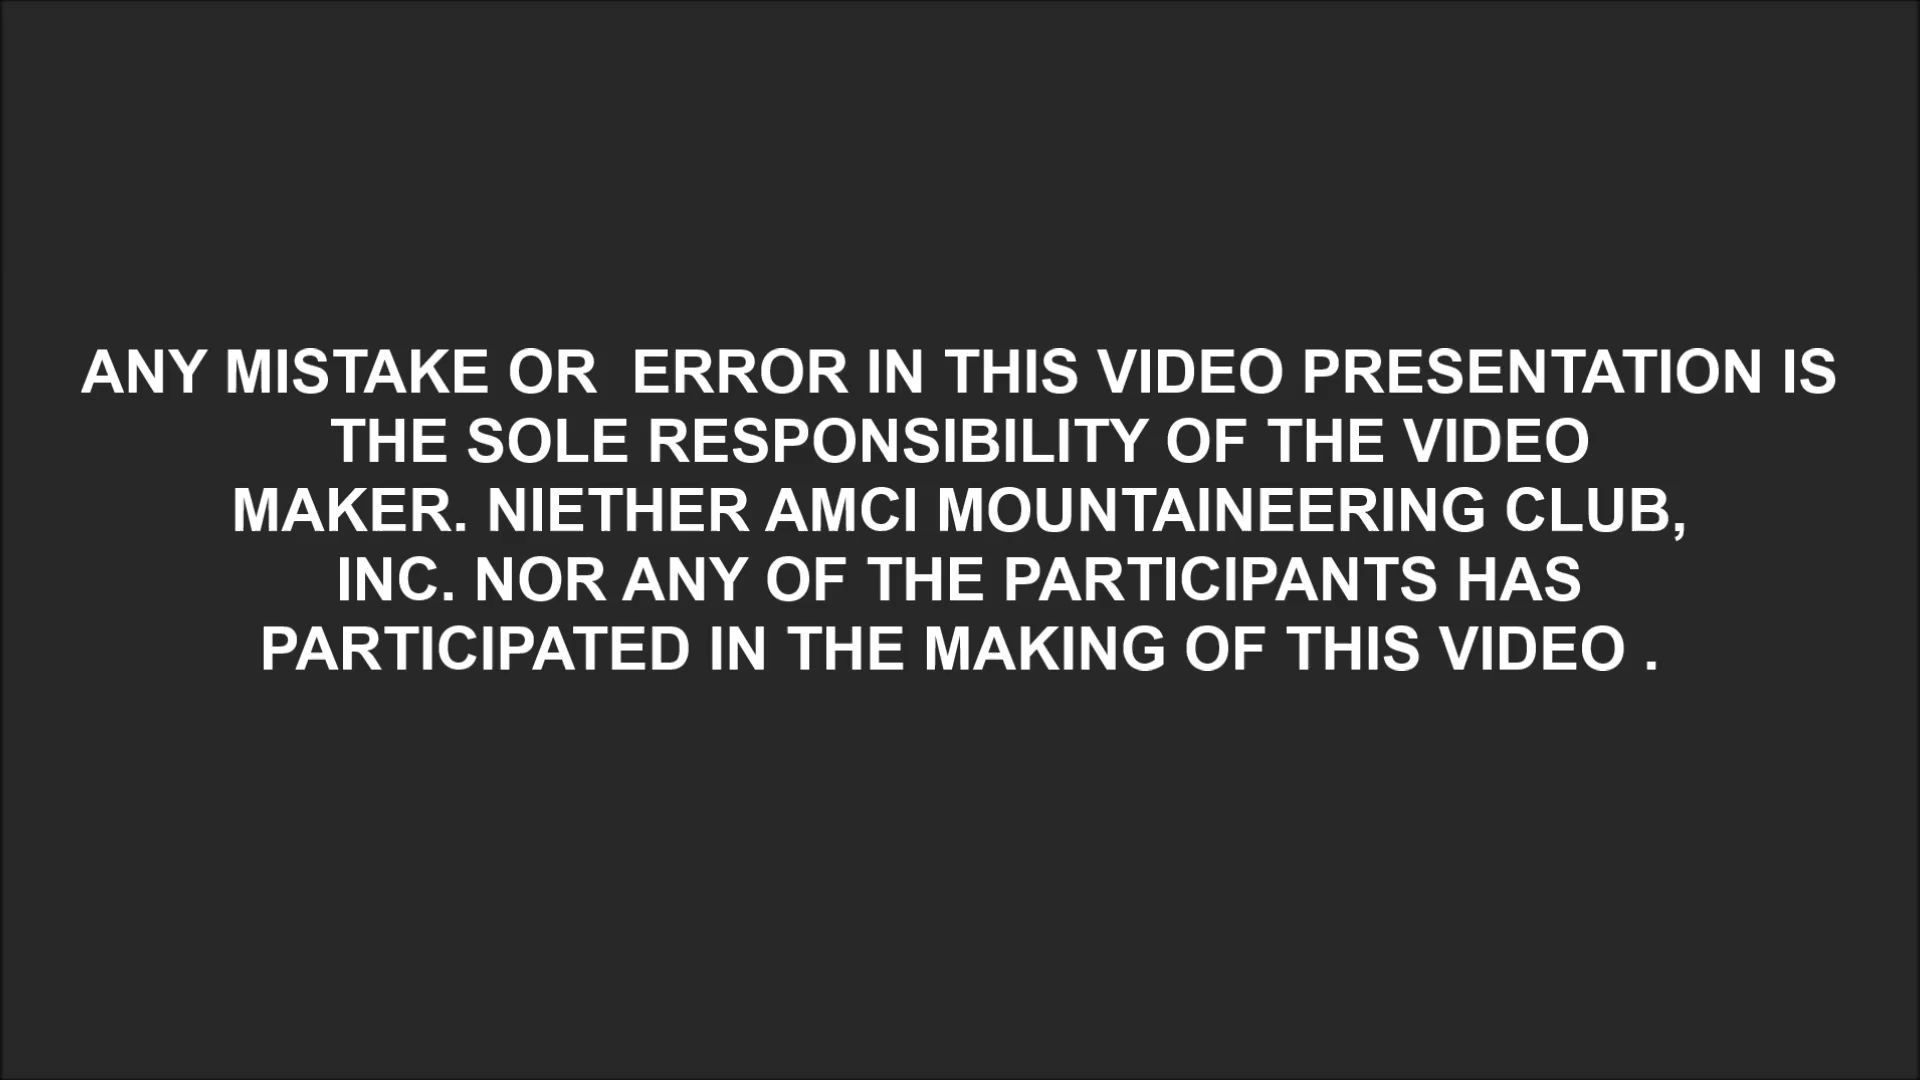 ANY MISTAKE OR  ERROR IN THIS VIDEO PRESENTATION IS
THE SOLE RESPONSIBILITY OF THE VIDEO
MAKER. NIETHER AMCI MOUNTAINEERING CLUB,
INC. NOR ANY OF THE PARTICIPANTS HAS
PARTICIPATED IN THE MAKING OF THIS VIDEO .